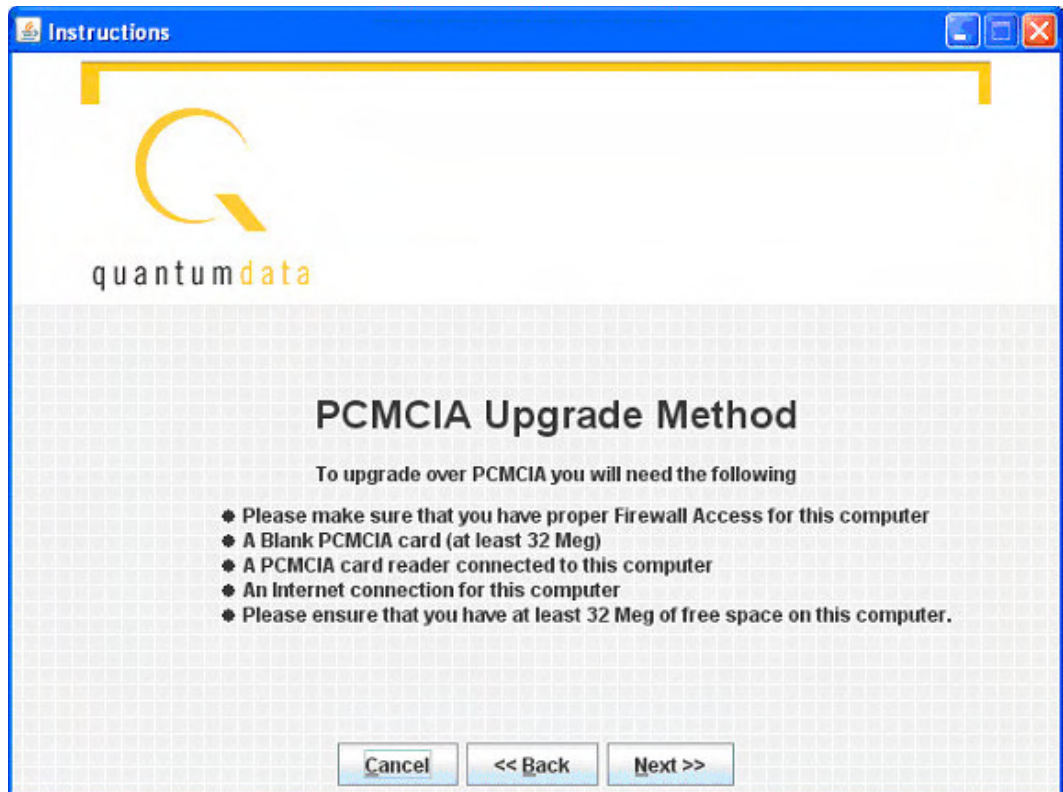 Instructions
quantumdata
PCMCIA Upgrade Method
To upgrade over PCMCIA you will need the following
Please make sure that you have proper Firewall Access for this computer
A Blank PCMCIA card (at least 32 Meg)
A PCMCIA card reader connected to this computer
An Internet connection for this computer
Please ensure that you have at least 32 Meg of free space on this computer.
Cancel << Back Next >>